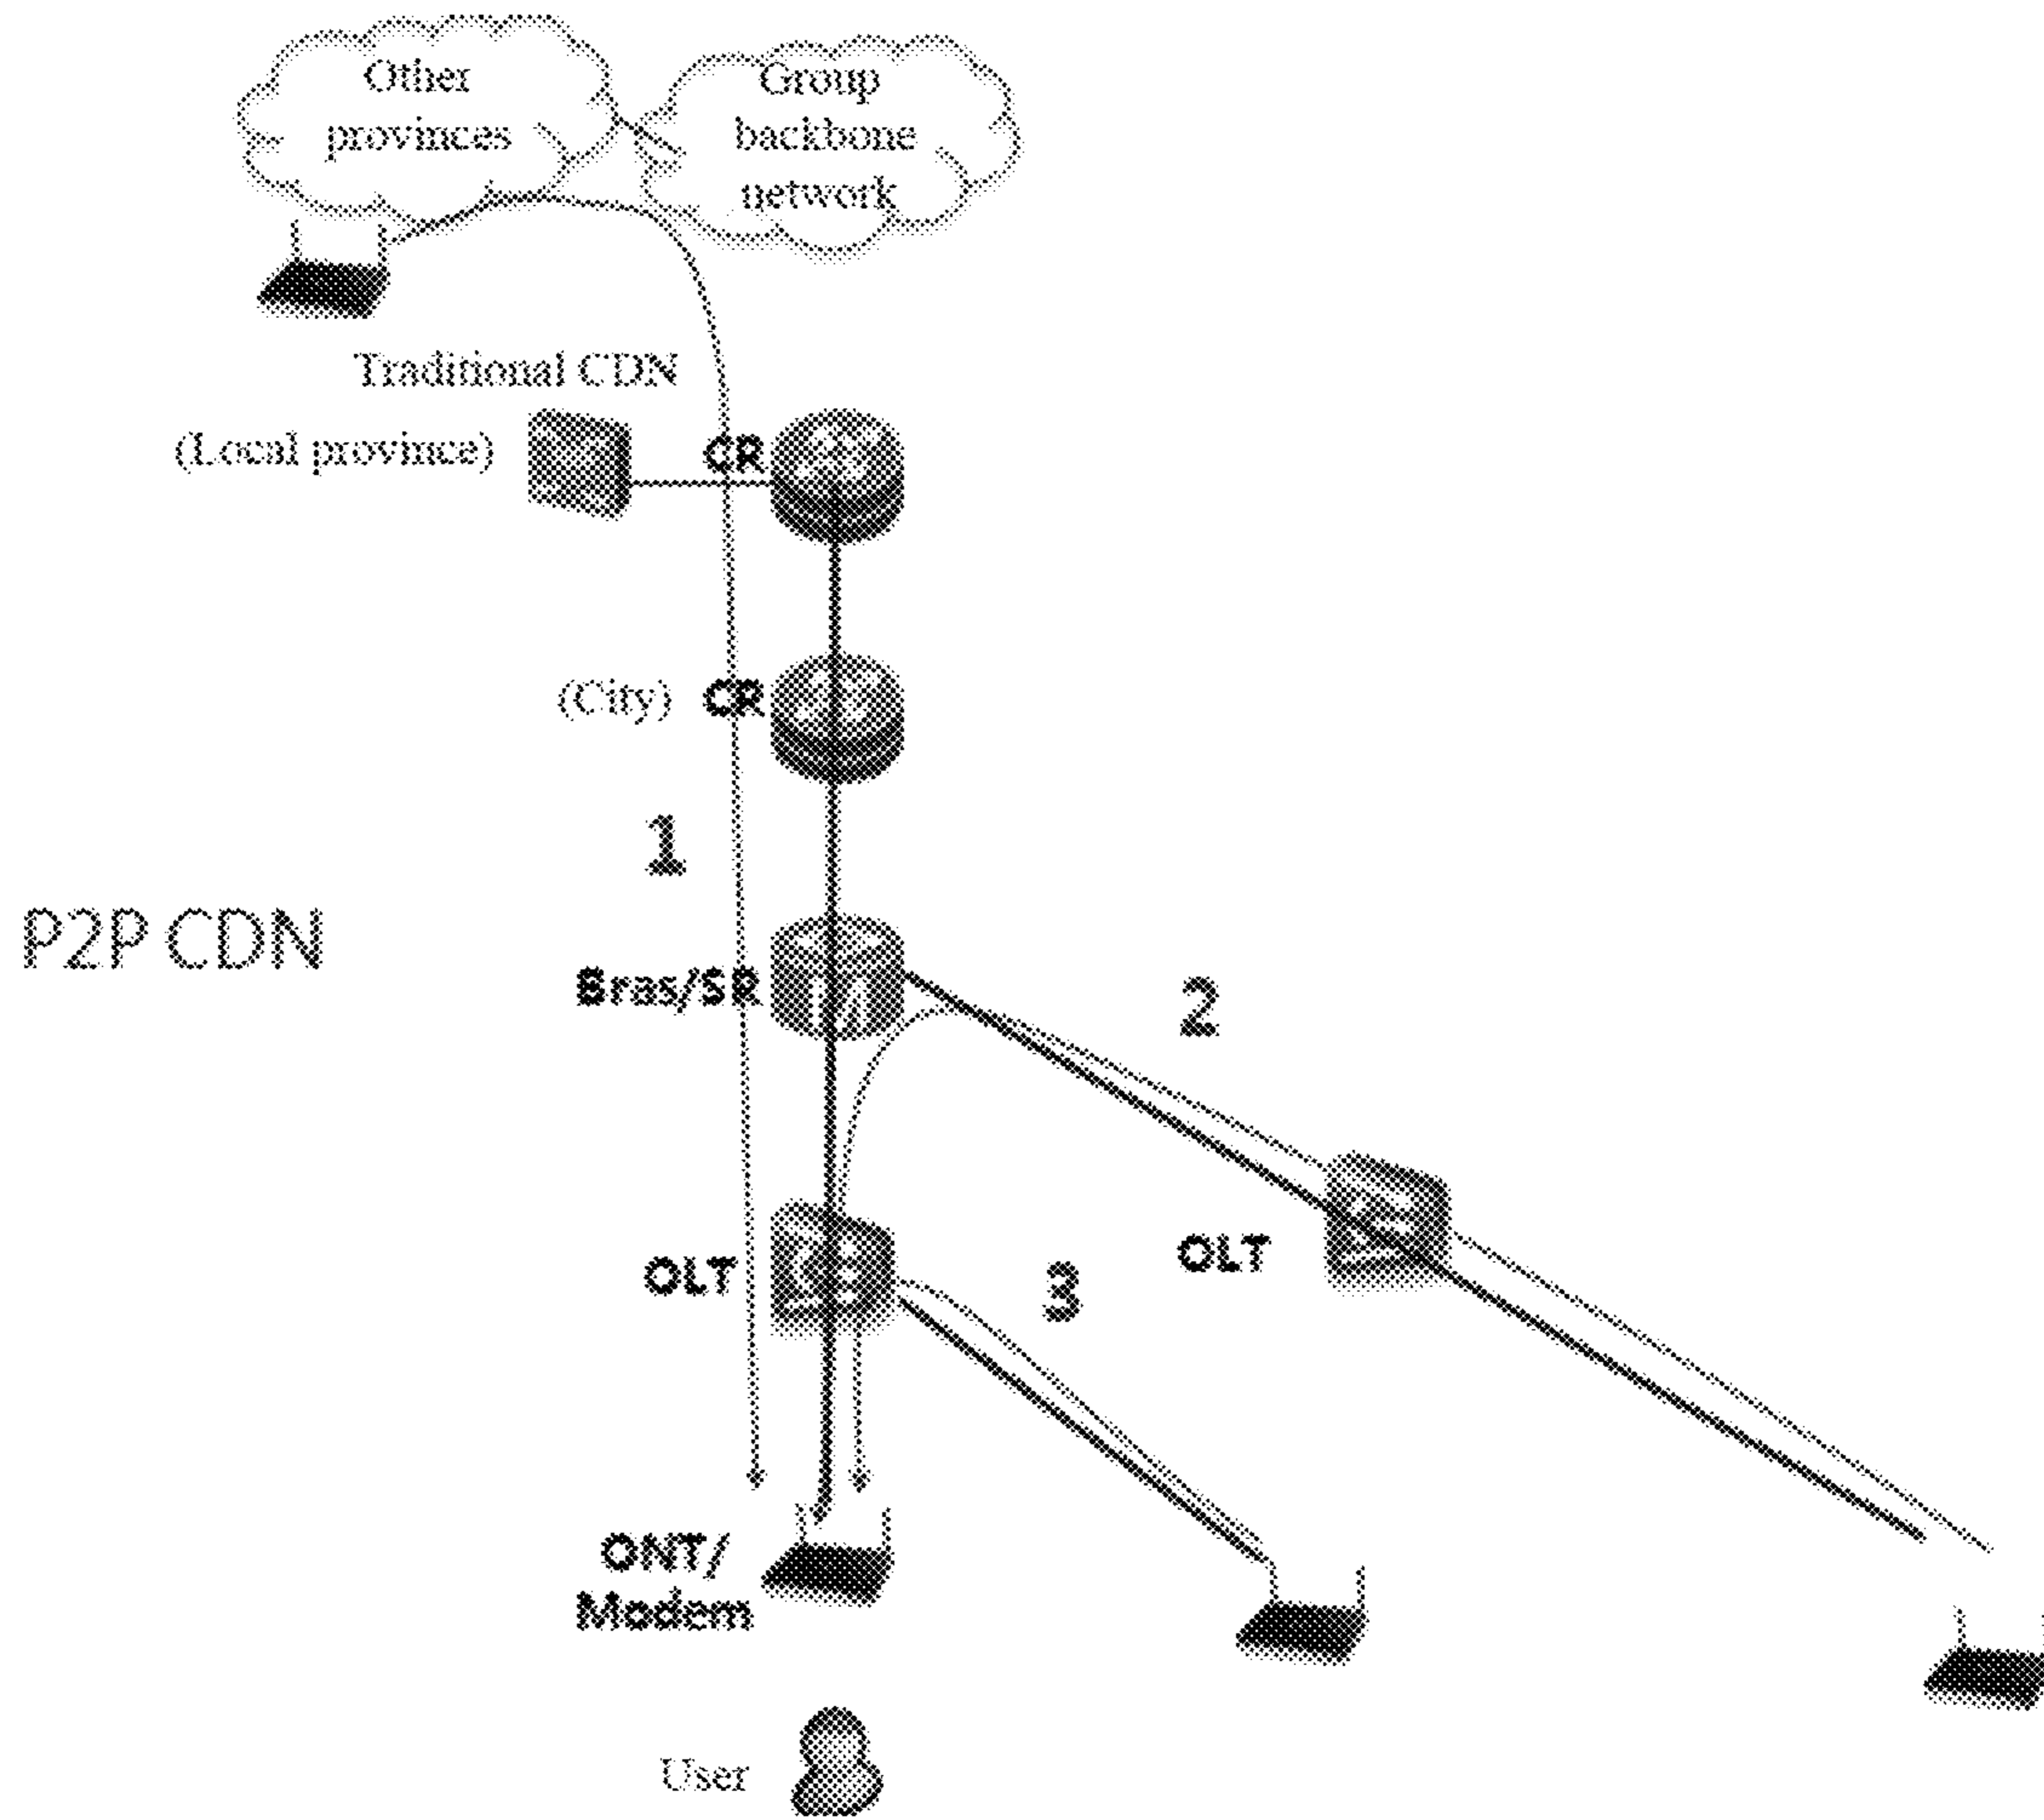 Other
provinces
Group
backbone
network
Traditional CDN
(Local province)
CR
(City)
CR
1
P2P CDN
Bras/SR
2
OLT
OLT
3
ONT/
Modem
User